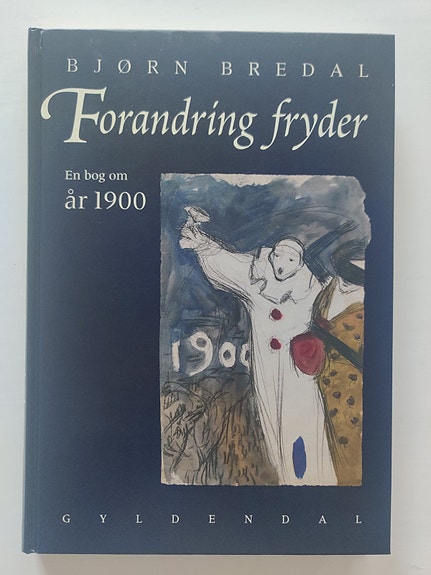 BJØRN BREDAL
Forandring fryder
En bog om
år 1900
1900
GYLDENDAL